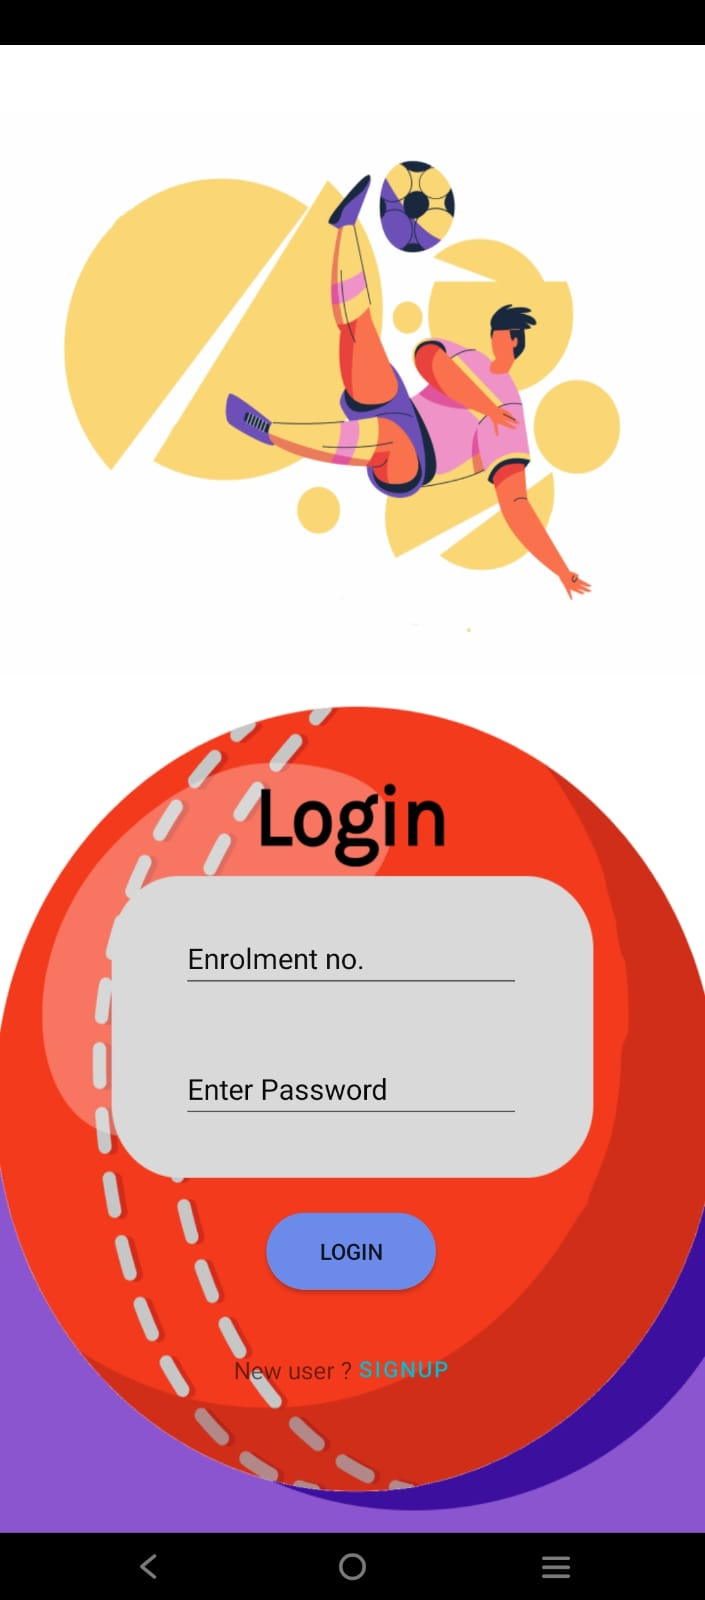 Login
Enrolment no.
Enter Password
LOGIN
New user ? SIGNUP